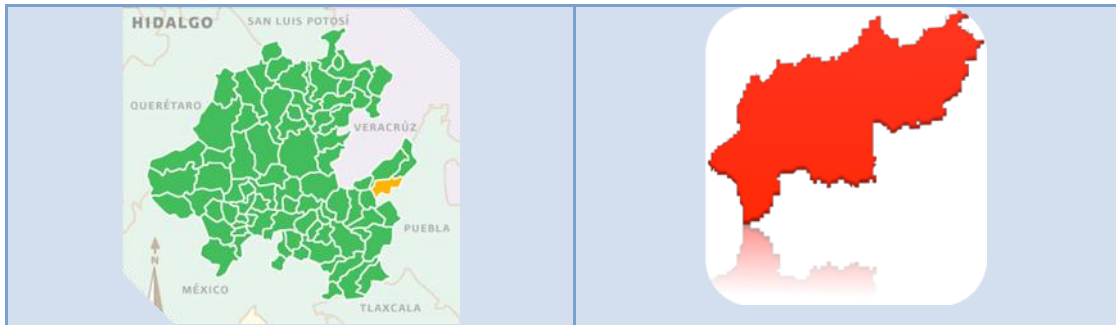 HIDALGO
SAN LUIS POTOSÍ
QUERÉTARO
VERACRÚZ
PUEBLA
N
MÉXICO
TLAXCALA